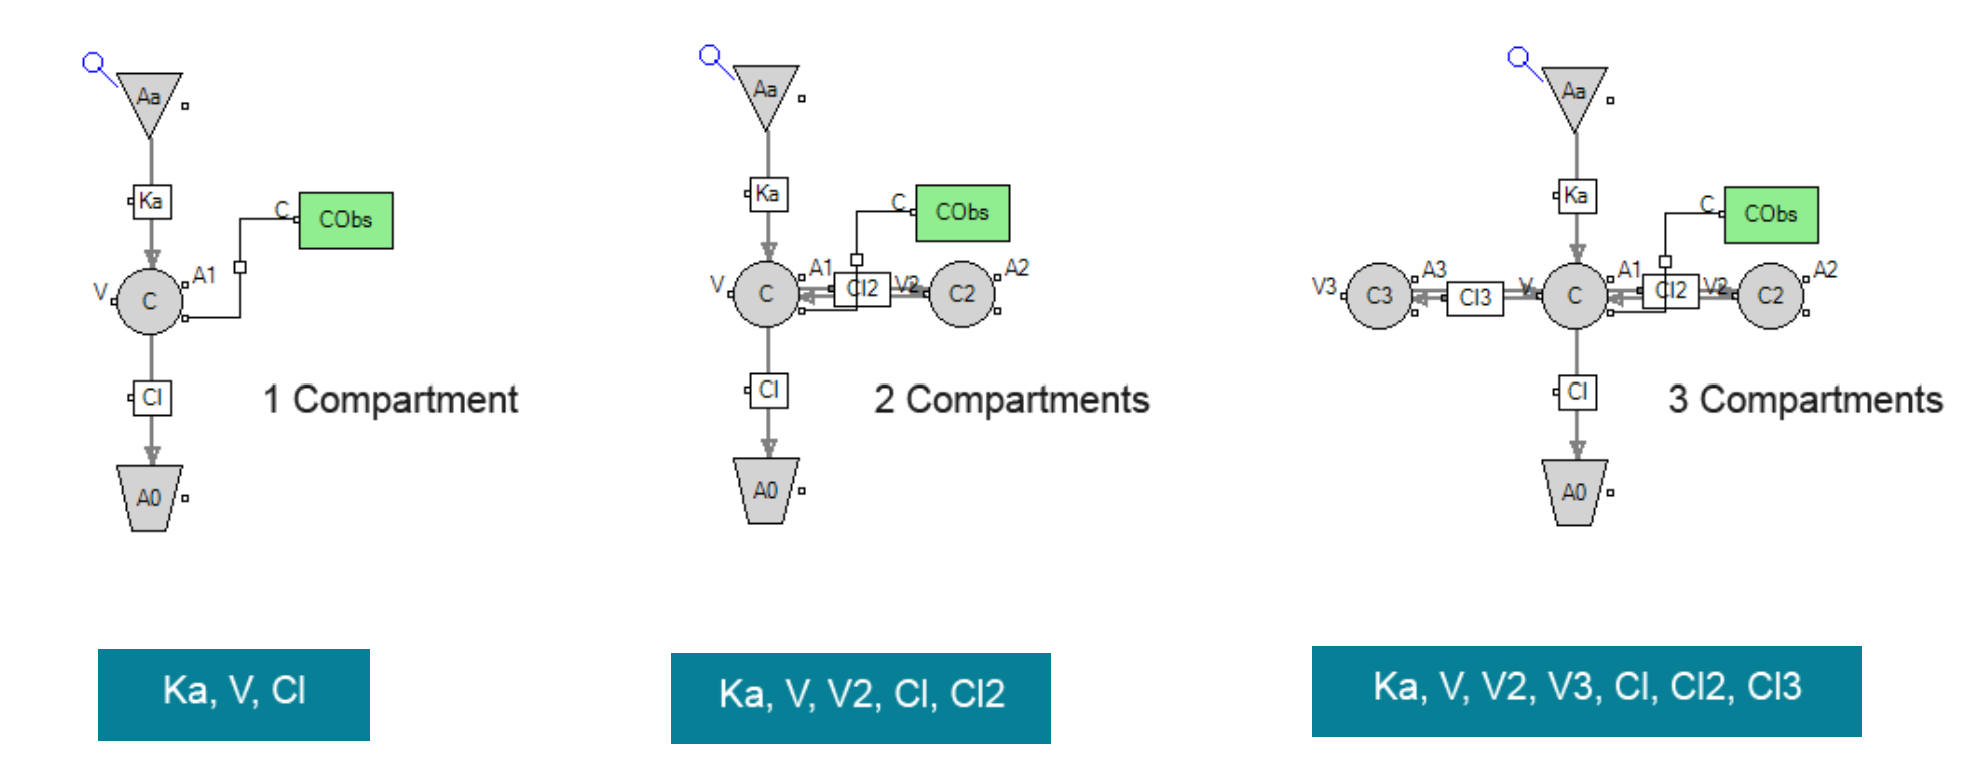 Aa
Ka
C
CObs
A1
V
C
Cl
1 Compartment
A0
Ka, V, Cl
Aa
Ka
C
CObs
A1
A2
V
C
Cl2
V2
C2
Cl
2 Compartments
A0
Ka, V, V2, Cl, Cl2
Aa
Ka
C
CObs
A3
A1
A2
V3
C3
Cl3
V
C
Cl2
V2
C2
Cl
3 Compartments
A0
Ka, V, V2, V3, Cl, Cl2, Cl3